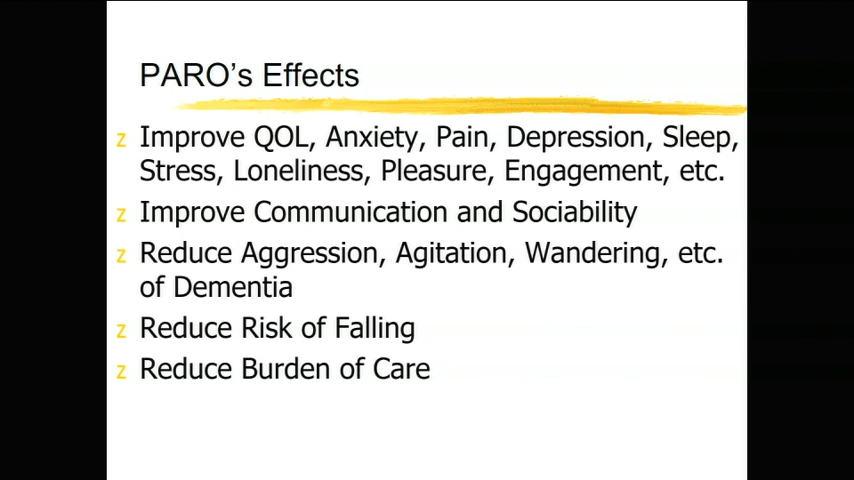 PARO's Effects
z Improve QOL, Anxiety, Pain, Depression, Sleep,
Stress, Loneliness, Pleasure, Engagement, etc.
z Improve Communication and Sociability
z Reduce Aggression, Agitation, Wandering, etc.
of Dementia
z Reduce Risk of Falling
z Reduce Burden of Care